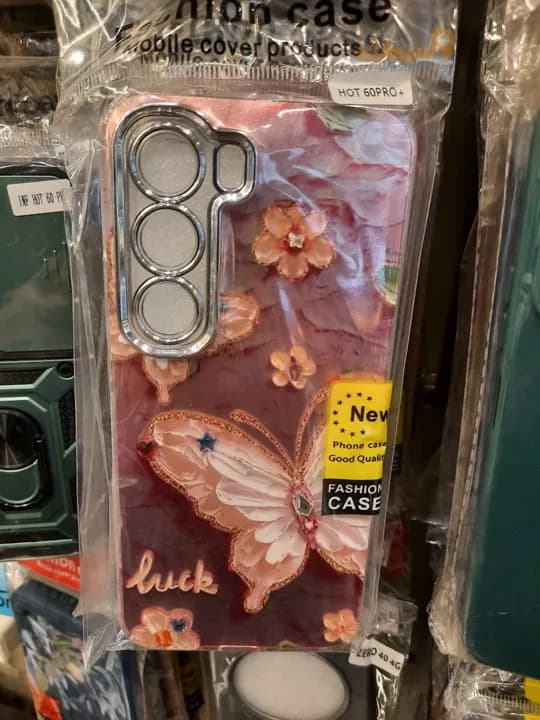 Fashion case
Mobile cover products
HOT 60PRO+
INF HOT 60 P
New
Phone case
Good Quality
FASHION
CASE
luck
ZERO 40 4G